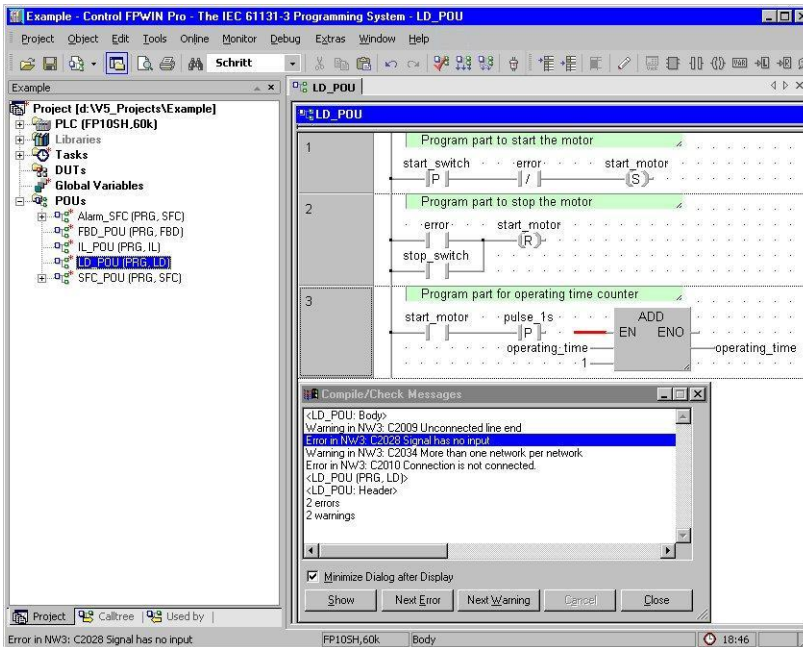 Example - Control FPWIN Pro - The IEC 61131-3 Programming System - LD_POU
Project Object Edit Tools Online Monitor Debug Extras Window Help
Schritt
Example
LD_POU
Project [d:\V5_Projects\Example]
PLC (FP10SH,60k)
Libraries
Tasks
DUTs
Global Variables
POUs
Alarm_SFC (PRG, SFC)
FBD_POU (PRG, FBD)
IL_POU (PRG, IL)
LD_POU (PRG, LD)
SFC_POU (PRG, SFC)
LD_POU
1
Program part to start the motor
start_switch error start_motor
P / S
2
Program part to stop the motor
error start_motor
R
stop_switch
3
Program part for operating time counter
start_motor pulse_1s ADD
P EN ENO
operating_time operating_time
1
Compile/Check Messages
<LD_POU: Body>
Warning in NW3: C2009 Unconnected line end
Error in NW3: C2028 Signal has no input
Warning in NW3: C2034 More than one network per network
Error in NW3: C2010 Connection is not connected.
<LD_POU (PRG, LD)>
<LD_POU: Header>
2 errors
2 warnings
Minimize Dialog after Display
Show Next Error Next Warning Cancel Close
Project Calltree Used by
Error in NW3: C2028 Signal has no input FP10SH,60k Body 18:46